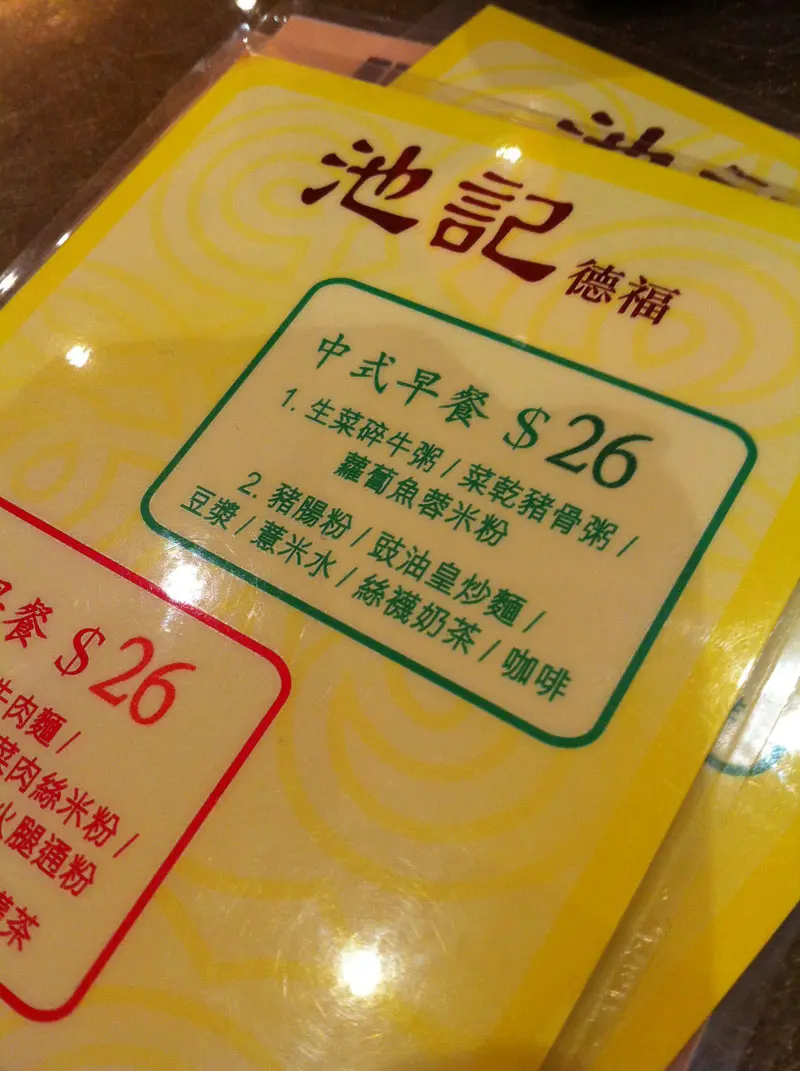 池記 德福
中式早餐 $26
1. 生菜碎牛粥 / 菜乾豬骨粥 /
蘿蔔魚蓉米粉
2. 豬腸粉 / 豉油皇炒麵 /
豆漿 / 薏米水 / 絲襪奶茶 / 咖啡
早餐 $26
牛肉麵 /
菜肉絲米粉 /
火腿通粉
茶
池